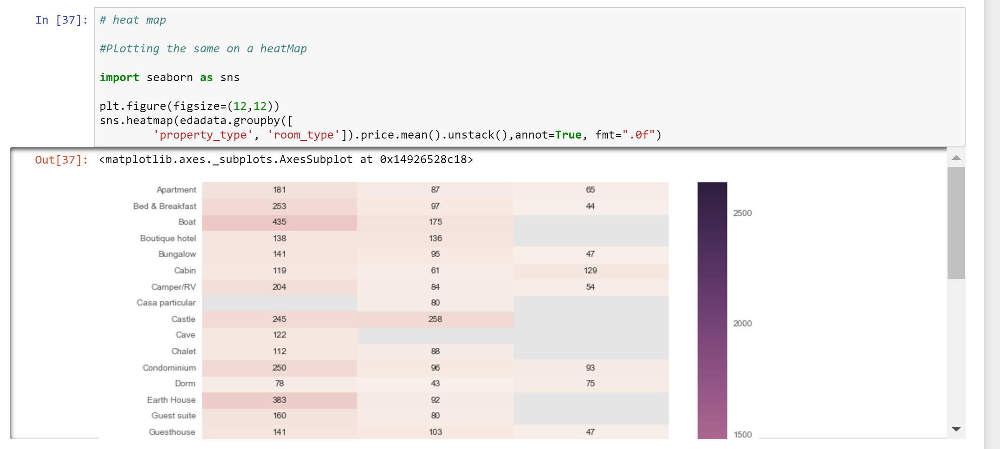 In [37]: # heat map
#Plotting the same on a heatMap
import seaborn as sns
plt.figure(figsize=(12,12))
sns.heatmap(edadata.groupby([
'property_type', 'room_type']).price.mean().unstack(),annot=True, fmt=".0f")
Out[37]: <matplotlib.axes._subplots.AxesSubplot at 0x14926528c18>
Apartment 181 87 65
Bed & Breakfast 253 97 44
2500
Boat 435 175
Boutique hotel 138 136
Bungalow 141 95 47
Cabin 119 61 129
Camper/RV 204 84 54
Casa particular 80
Castle 245 258
2000
Cave 122
Chalet 112 88
Condominium 250 96 93
Dorm 78 43 75
Earth House 383 92
Guest suite 160 80
Guesthouse 141 103 47
1500